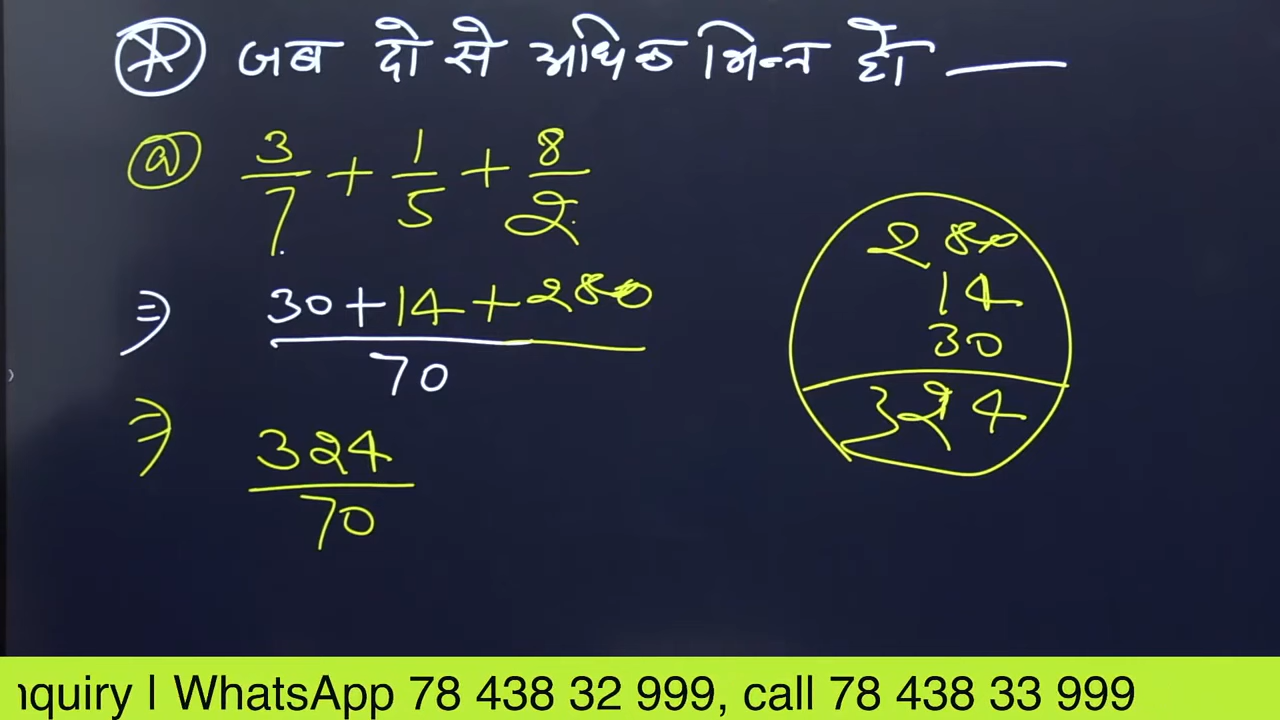 * जब दो से अधिक भिन्न हों —
a 3/7 + 1/5 + 8/2
⇒ 30+14+280/70
⇒ 324/70
280
14
30
324
nquiry | WhatsApp 78 438 32 999, call 78 438 33 999